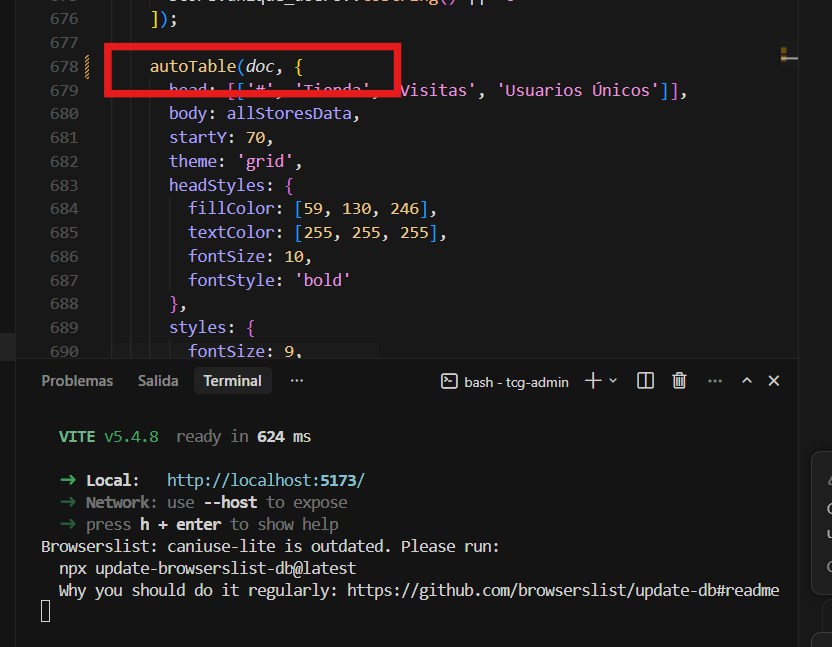 676 ]);
677
678 autoTable(doc, {
679 head: [['#', 'Tienda', 'Visitas', 'Usuarios Únicos']],
680 body: allStoresData,
681 startY: 70,
682 theme: 'grid',
683 headStyles: {
684 fillColor: [59, 130, 246],
685 textColor: [255, 255, 255],
686 fontSize: 10,
687 fontStyle: 'bold'
688 },
689 styles: {
690 fontSize: 9,
Problemas Salida Terminal ··· bash - tcg-admin ···
VITE v5.4.8 ready in 624 ms
➜ Local: http://localhost:5173/
➜ Network: use --host to expose
➜ press h + enter to show help
Browserslist: caniuse-lite is outdated. Please run:
npx update-browserslist-db@latest
Why you should do it regularly: https://github.com/browserslist/update-db#readme